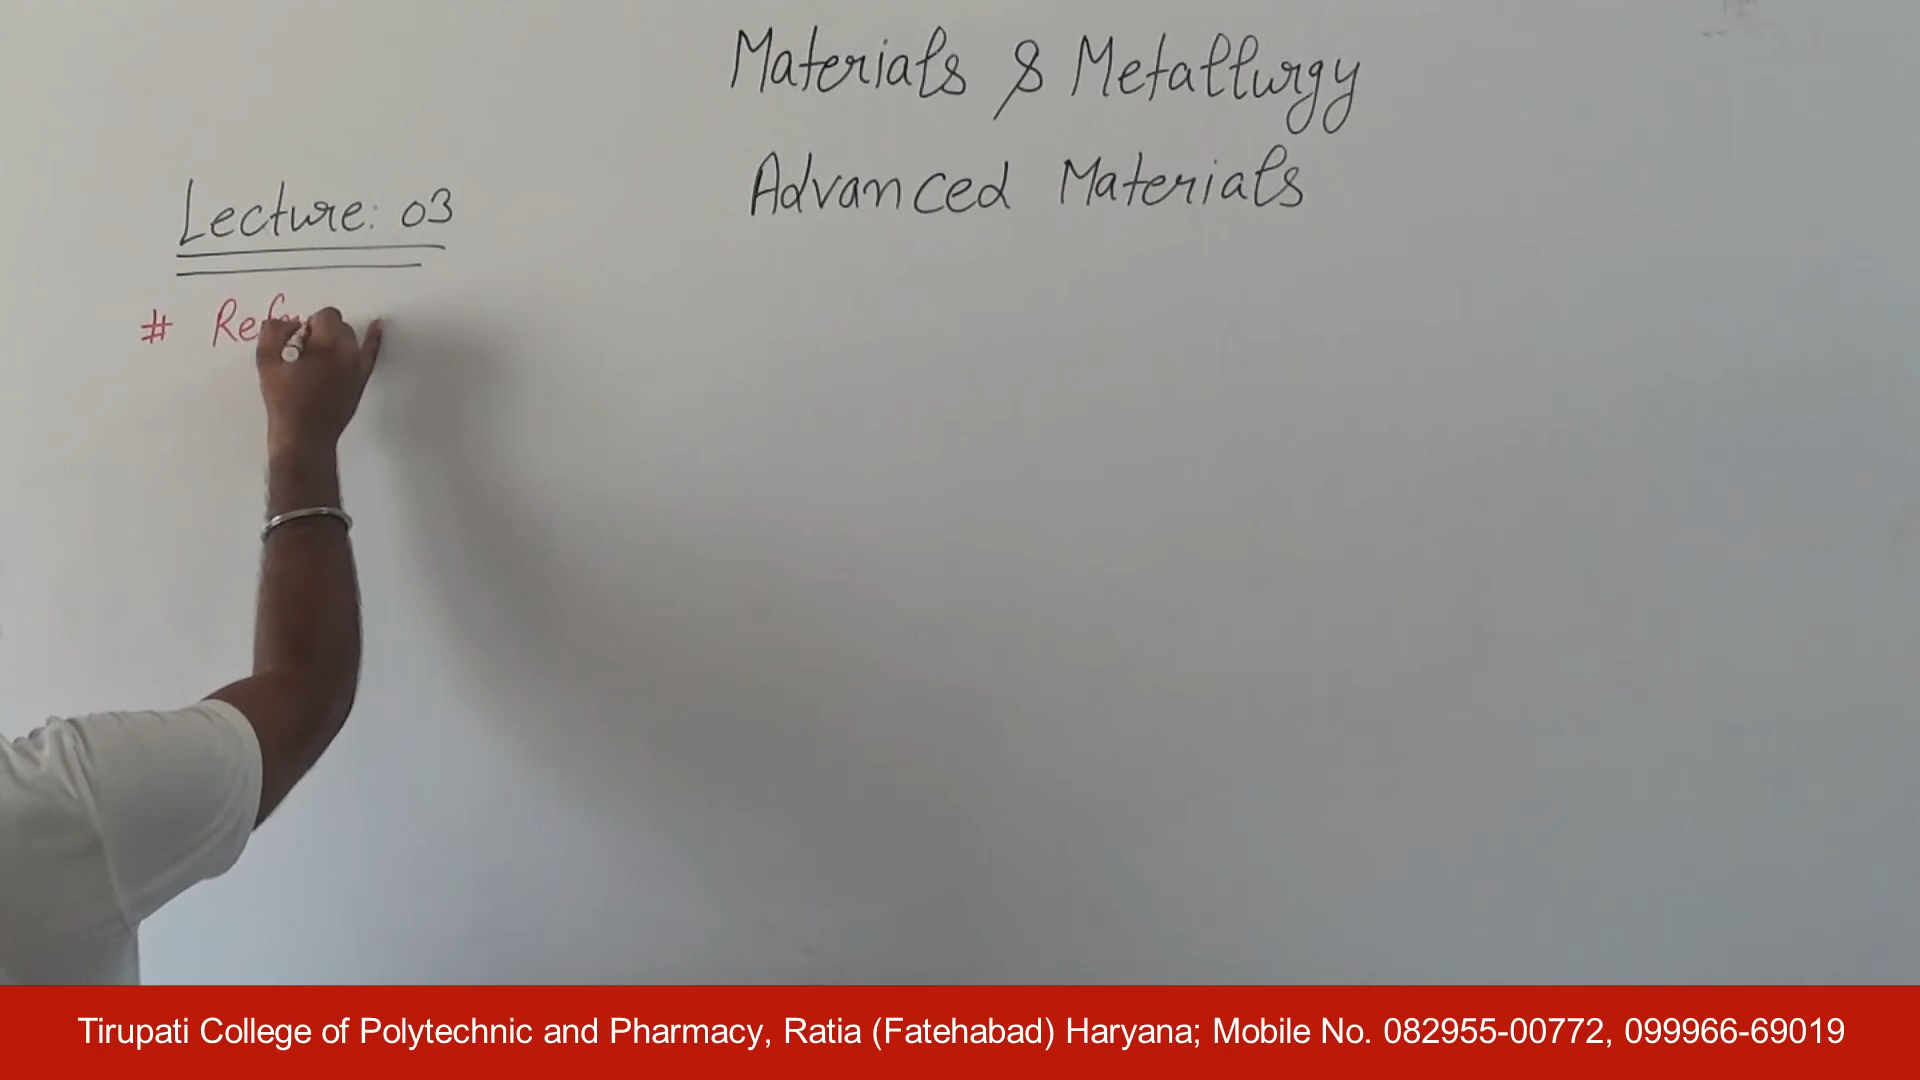 Materials & Metallurgy
Advanced Materials
Lecture: 03
#
Tirupati College of Polytechnic and Pharmacy, Ratia (Fatehabad) Haryana; Mobile No. 082955-00772, 099966-69019